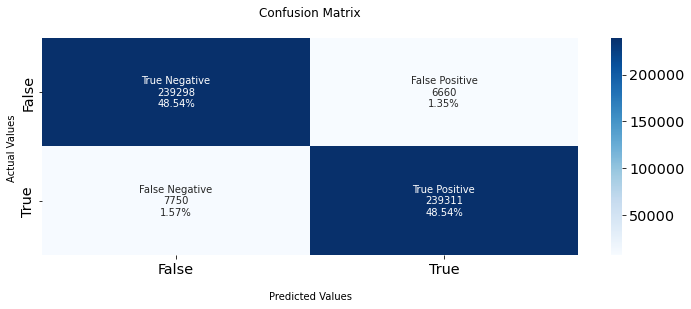 Confusion Matrix
True Negative
239298
48.54%
False Positive
6660
1.35%
False Negative
7750
1.57%
True Positive
239311
48.54%
Actual Values
False
True
False
True
Predicted Values
200000
150000
100000
50000